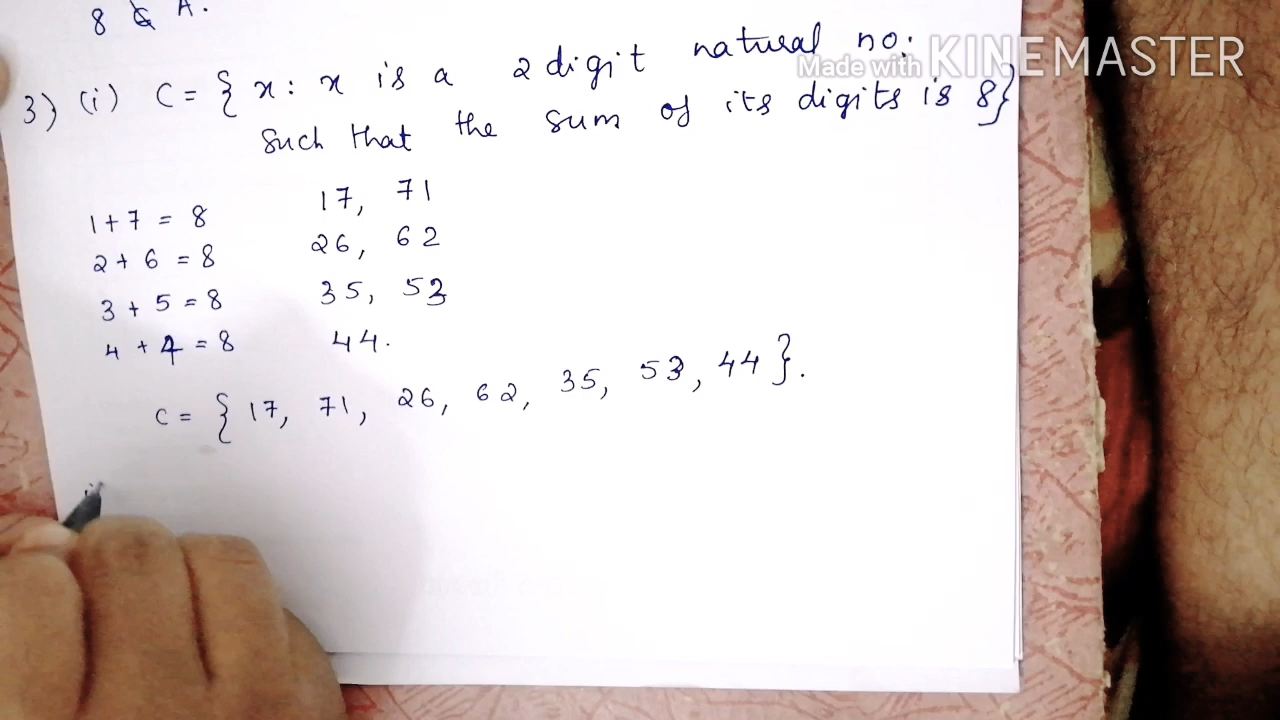 8 ∉ A.
Made with KINEMASTER
3) (i) C = { x : x is a 2 digit natural no:
such that the sum of its digits is 8}
1 + 7 = 8 17, 71
2 + 6 = 8 26, 62
3 + 5 = 8 35, 53
4 + 4 = 8 44.
C = { 17, 71, 26, 62, 35, 53, 44 }.